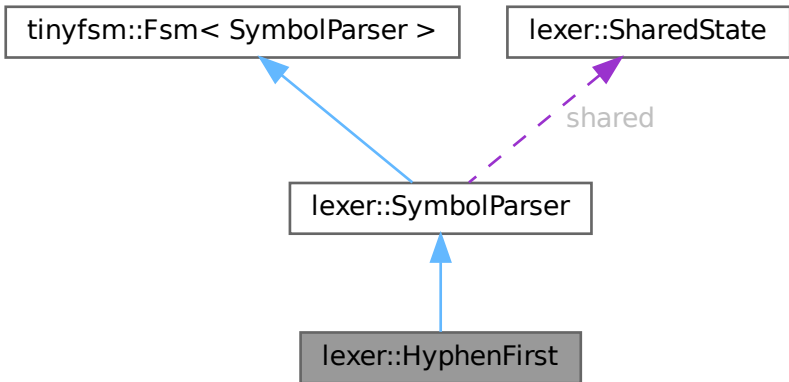 tinyfsm::Fsm< SymbolParser >
lexer::SharedState
shared
lexer::SymbolParser
lexer::HyphenFirst